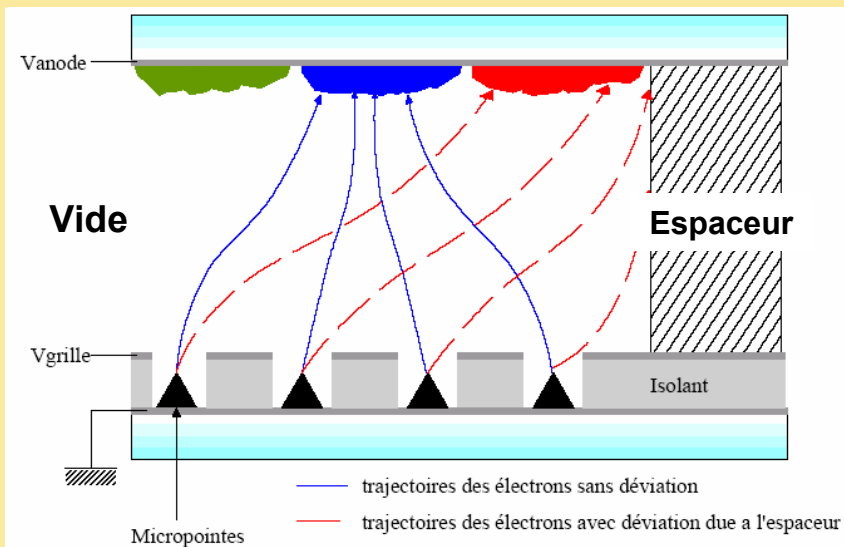 Vanode
Vide
Espaceur
Vgrille
Isolant
trajectoires des électrons sans déviation
trajectoires des électrons avec déviation due a l'espaceur
Micropointes